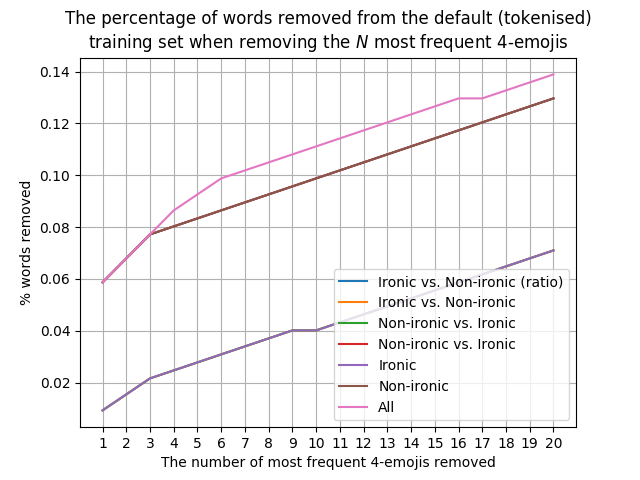 The percentage of words removed from the default (tokenised)
training set when removing the N most frequent 4-emojis
% words removed
0.14
0.12
0.10
0.08
0.06
0.04
0.02
Ironic vs. Non-ironic (ratio)
Ironic vs. Non-ironic
Non-ironic vs. Ironic
Non-ironic vs. Ironic
Ironic
Non-ironic
All
1 2 3 4 5 6 7 8 9 10 11 12 13 14 15 16 17 18 19 20
The number of most frequent 4-emojis removed